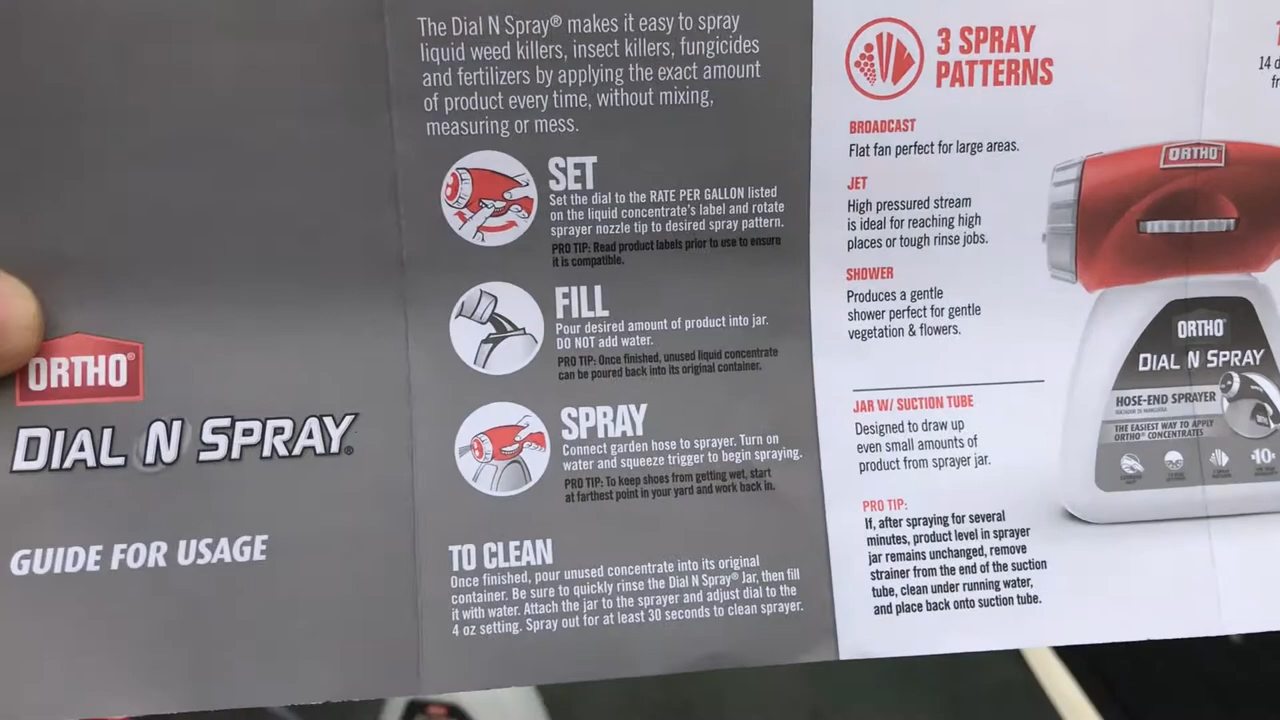 ORTHO®
DIAL N SPRAY®
GUIDE FOR USAGE
The Dial N Spray® makes it easy to spray
liquid weed killers, insect killers, fungicides
and fertilizers by applying the exact amount
of product every time, without mixing,
measuring or mess.
SET
Set the dial to the RATE PER GALLON listed
on the liquid concentrate's label and rotate
sprayer nozzle tip to desired spray pattern.
PRO TIP: Read product labels prior to use to ensure
it is compatible.
FILL
Pour desired amount of product into jar.
DO NOT add water.
PRO TIP: Once finished, unused liquid concentrate
can be poured back into its original container.
SPRAY
Connect garden hose to sprayer. Turn on
water and squeeze trigger to begin spraying.
PRO TIP: To keep shoes from getting wet, start
at farthest point in your yard and work back in.
TO CLEAN
Once finished, pour unused concentrate into its original
container. Be sure to quickly rinse the Dial N Spray® Jar, then fill
it with water. Attach the jar to the sprayer and adjust dial to the
4 oz setting. Spray out for at least 30 seconds to clean sprayer.
3 SPRAY
PATTERNS
BROADCAST
Flat fan perfect for large areas.
JET
High pressured stream
is ideal for reaching high
places or tough rinse jobs.
SHOWER
Produces a gentle
shower perfect for gentle
vegetation & flowers.
JAR W/ SUCTION TUBE
Designed to draw up
even small amounts of
product from sprayer jar.
PRO TIP:
If, after spraying for several
minutes, product level in sprayer
jar remains unchanged, remove
strainer from the end of the suction
tube, clean under running water,
and place back onto suction tube.
14 d
fr
ORTHO
ORTHO
DIAL N SPRAY
HOSE-END SPRAYER
THE EASIEST WAY TO APPLY
ORTHO® CONCENTRATES